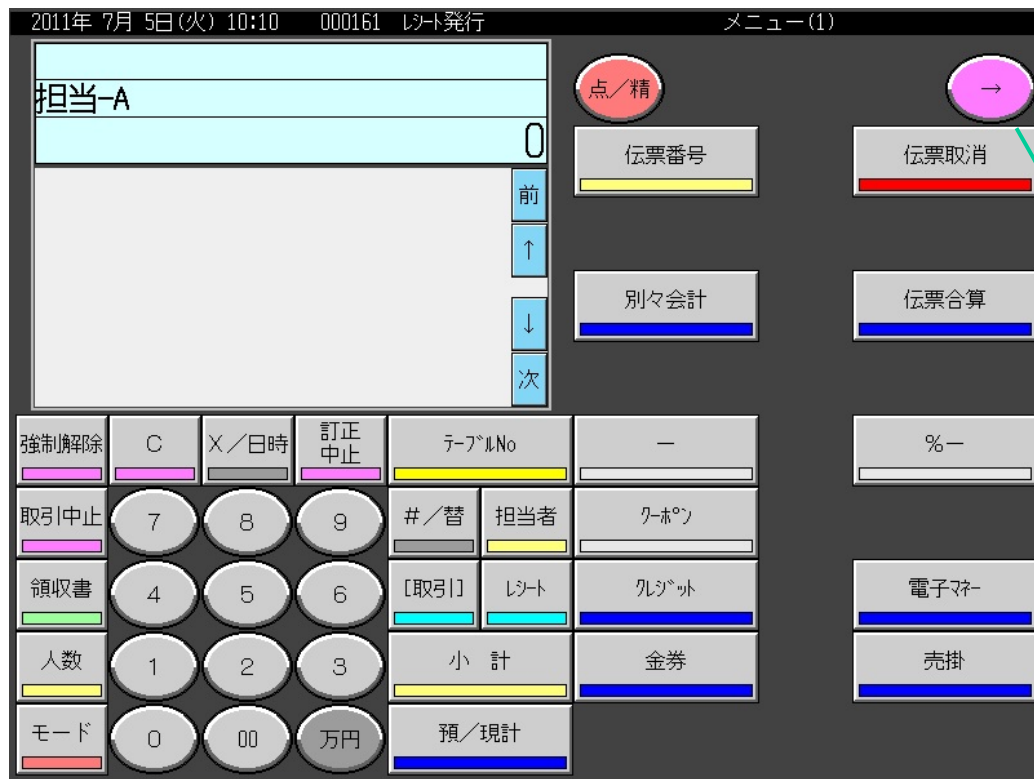 2011年 7月 5日(火) 10:10 000161 ﾚｼｰﾄ発行 メニュー(1)
担当-A
0
前
↑
↓
次
点／精
→
伝票番号
伝票取消
別々会計
伝票合算
強制解除
C
X／日時
訂正
中止
ﾃｰﾌﾞﾙNo
－
%－
取引中止
7
8
9
#／替
担当者
ｸｰﾎﾟﾝ
領収書
4
5
6
[取引]
ﾚｼｰﾄ
ｸﾚｼﾞｯﾄ
電子ﾏﾈｰ
人数
1
2
3
小 計
金券
売掛
モード
0
00
万円
預／現計